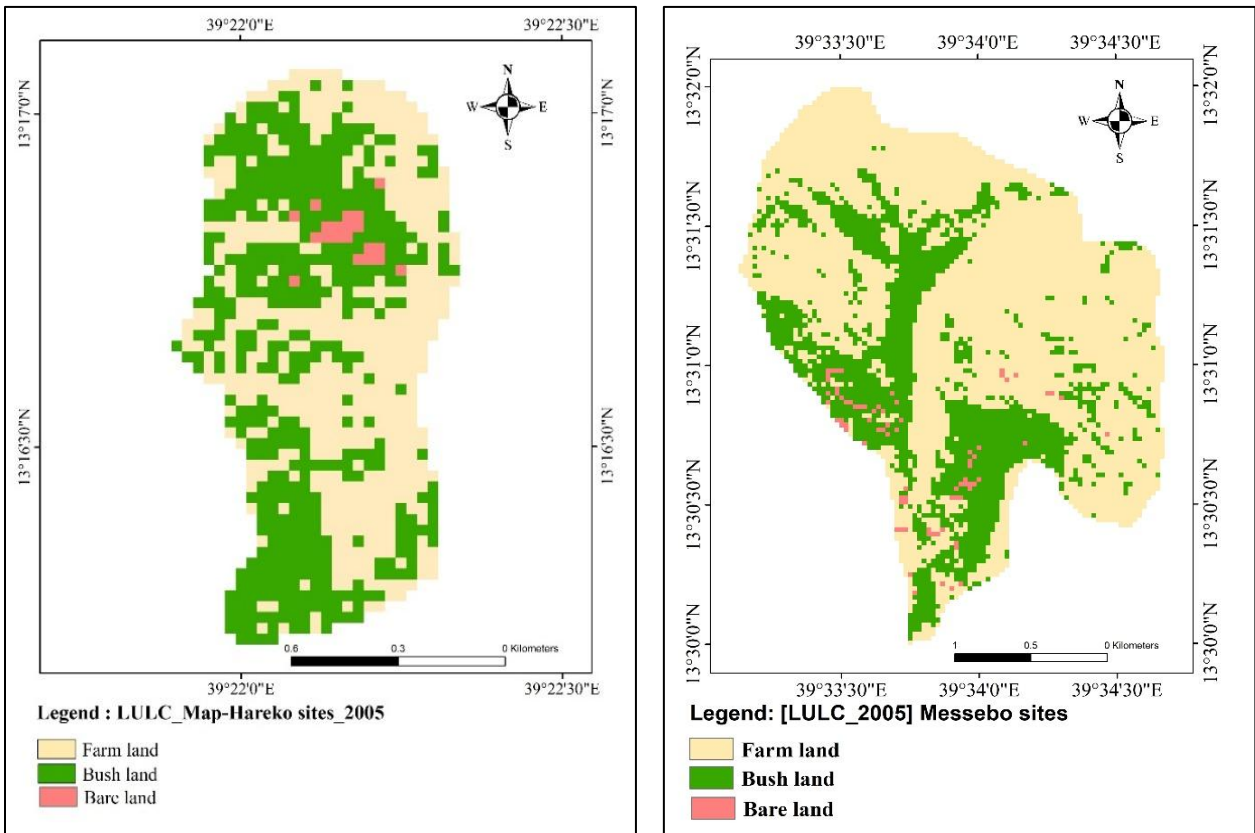 39°22'0"E 39°22'30"E
N
W E
S
13°17'0"N 13°17'0"N
13°16'30"N 13°16'30"N
0.6 0.3 0 Kilometers
39°22'0"E 39°22'30"E
Legend : LULC_Map-Hareko sites_2005
Farm land
Bush land
Bare land
39°33'30"E 39°34'0"E 39°34'30"E
N
W E
S
13°32'0"N 13°32'0"N
13°31'30"N 13°31'30"N
13°31'0"N 13°31'0"N
13°30'30"N 13°30'30"N
13°30'0"N 13°30'0"N
1 0.5 0 Kilometers
39°33'30"E 39°34'0"E 39°34'30"E
Legend: [LULC_2005] Messebo sites
Farm land
Bush land
Bare land